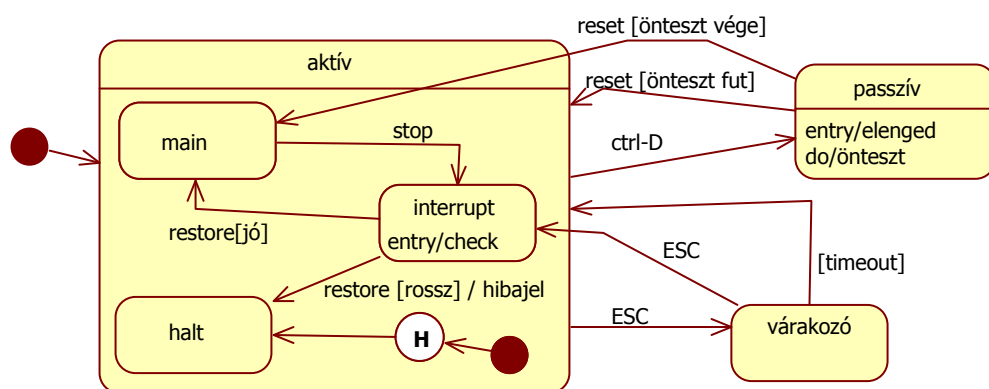 reset [önteszt vége]
aktív
reset [önteszt fut]
passzív
entry/elenged
do/önteszt
main
stop
ctrl-D
interrupt
entry/check
restore[jó]
ESC
[timeout]
restore [rossz] / hibajel
halt
H
ESC
várakozó